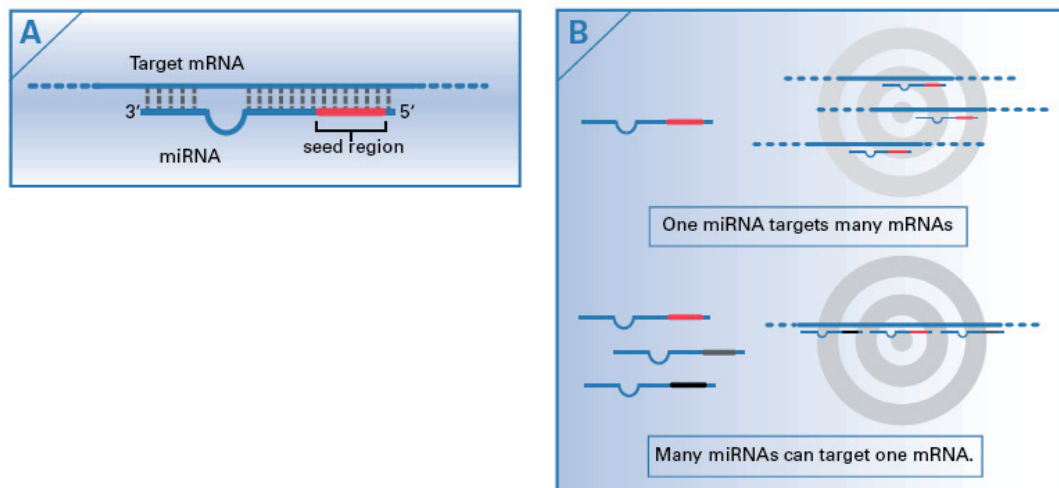 A
Target mRNA
3′ 5′
miRNA
seed region
B
One miRNA targets many mRNAs
Many miRNAs can target one mRNA.